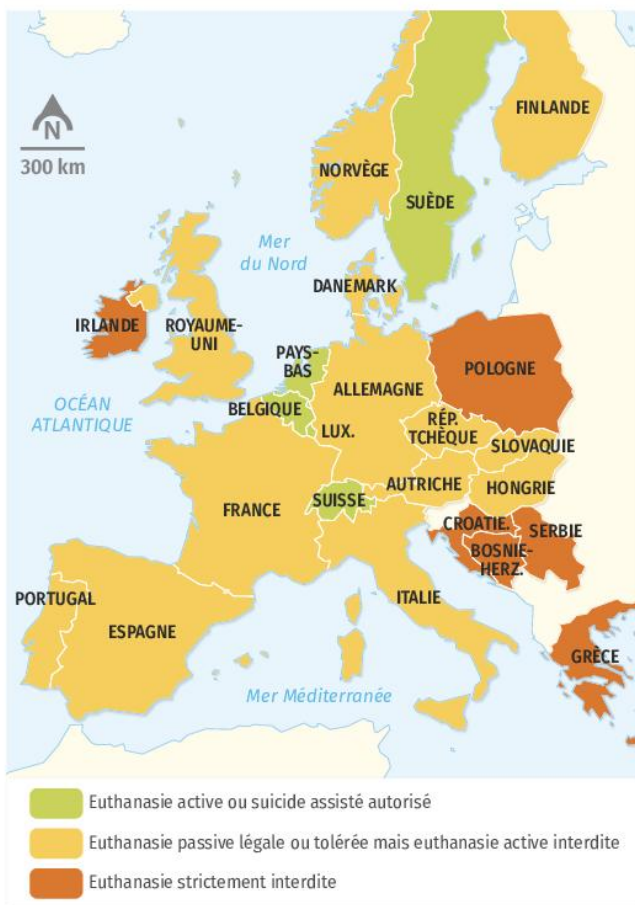 N
300 km
FINLANDE
NORVÈGE
SUÈDE
Mer
du Nord
DANEMARK
IRLANDE
ROYAUME-
UNI
PAYS-
BAS
POLOGNE
ALLEMAGNE
OCÉAN
ATLANTIQUE
BELGIQUE
LUX.
RÉP.
TCHÈQUE
SLOVAQUIE
AUTRICHE
HONGRIE
FRANCE
SUISSE
CROATIE.
SERBIE
BOSNIE-
HERZ.
PORTUGAL
ESPAGNE
ITALIE
GRÈCE
Mer Méditerranée
Euthanasie active ou suicide assisté autorisé
Euthanasie passive légale ou tolérée mais euthanasie active interdite
Euthanasie strictement interdite